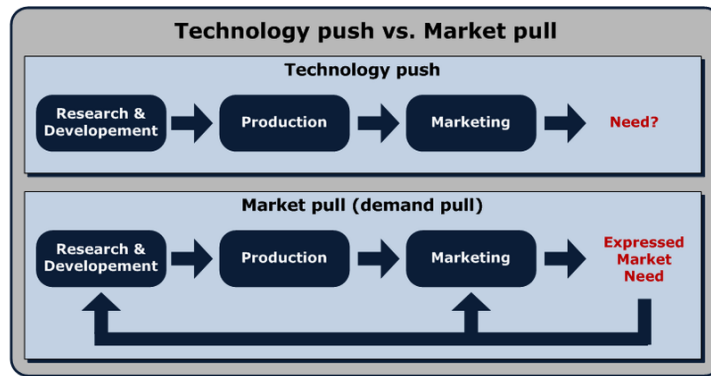 Technology push vs. Market pull
Technology push
Research &
Developement
Production
Marketing
Need?
Market pull (demand pull)
Research &
Developement
Production
Marketing
Expressed
Market
Need